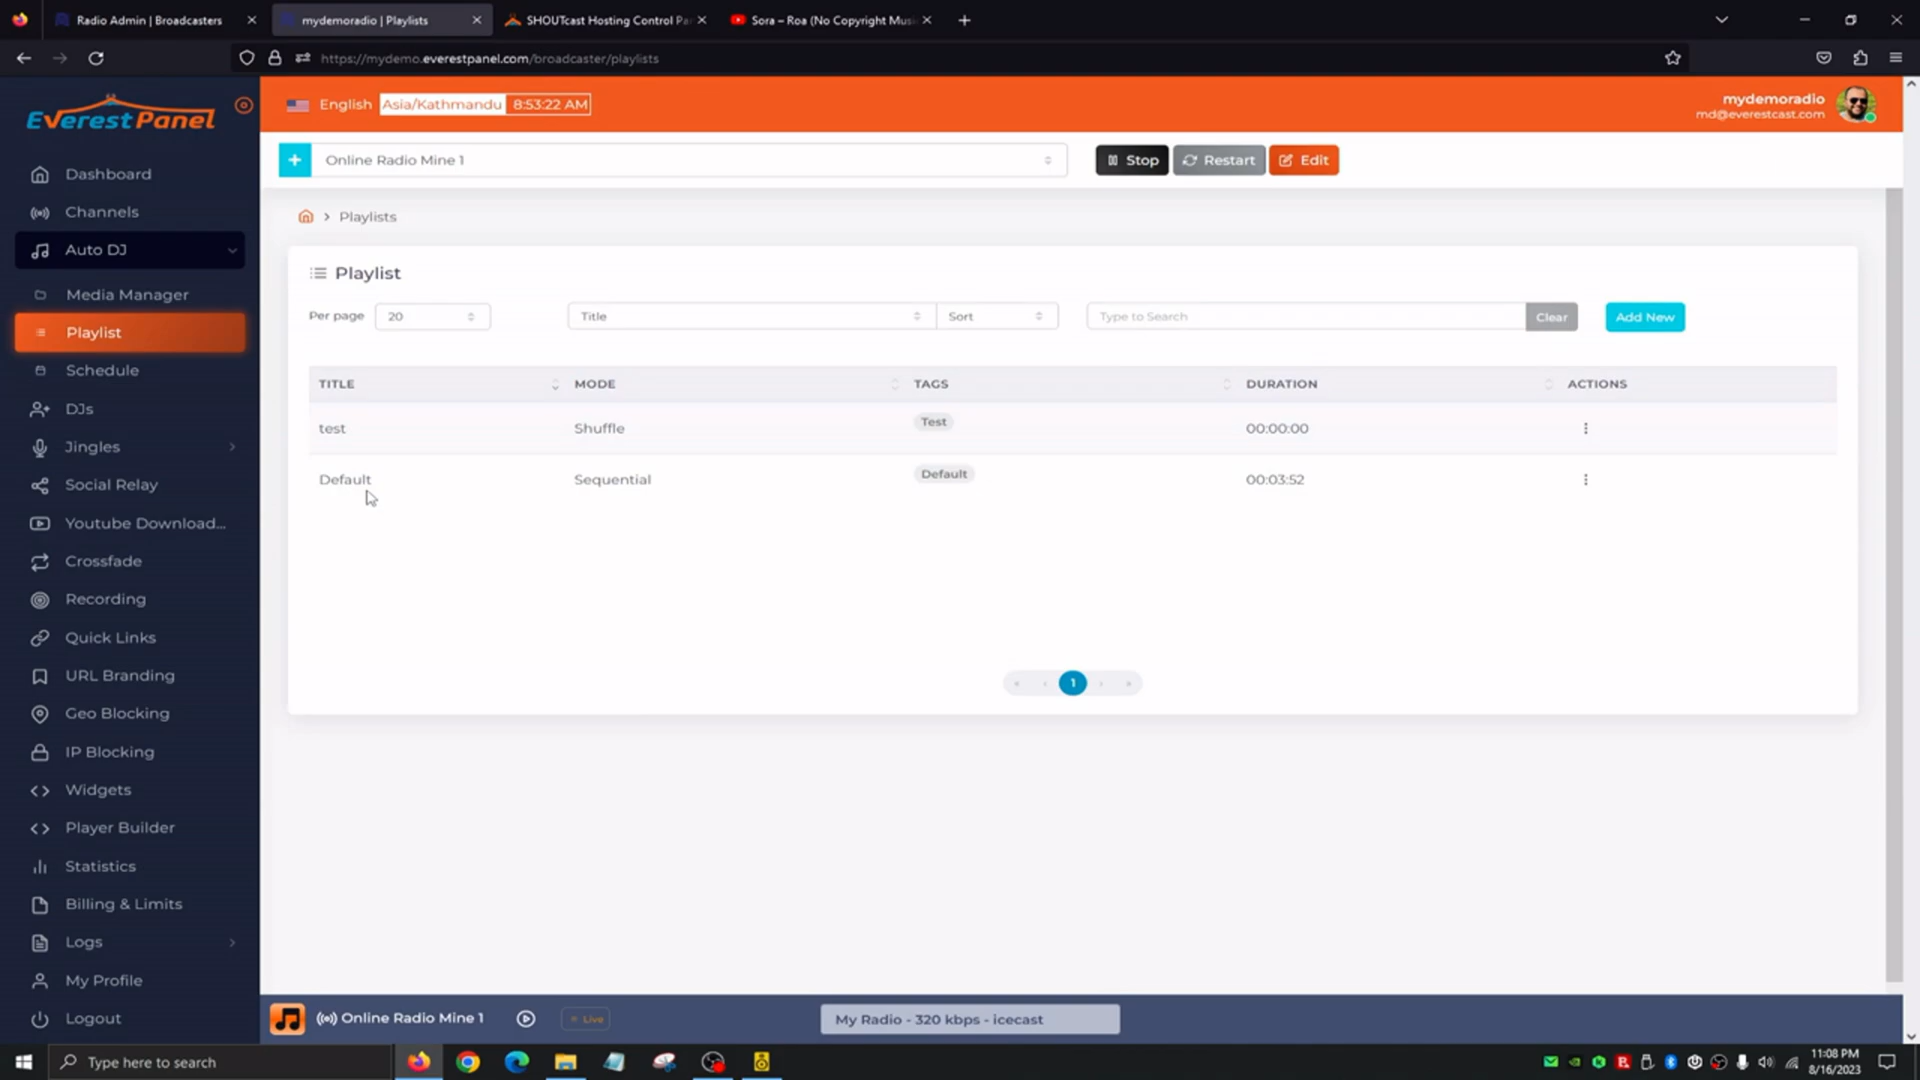 Radio Admin | Broadcasters
mydemoradio | Playlists
SHOUTcast Hosting Control Pa
Sora – Roa (No Copyright Musi
https://mydemo.everestpanel.com/broadcaster/playlists
EverestPanel
English Asia/Kathmandu 8:53:22 AM
mydemoradio
md@everestcast.com
+ Online Radio Mine 1
Stop Restart Edit
Dashboard
Channels
Auto DJ
Media Manager
Playlist
Schedule
DJs
Jingles
Social Relay
Youtube Download...
Crossfade
Recording
Quick Links
URL Branding
Geo Blocking
IP Blocking
Widgets
Player Builder
Statistics
Billing & Limits
Logs
My Profile
Logout
> Playlists
Playlist
Per page 20 Title Sort Type to Search Clear Add New
TITLE MODE TAGS DURATION ACTIONS
test Shuffle Test 00:00:00
Default Sequential Default 00:03:52
« ‹ 1 › »
Online Radio Mine 1 Live My Radio - 320 kbps - icecast
Type here to search
11:08 PM
8/16/2023